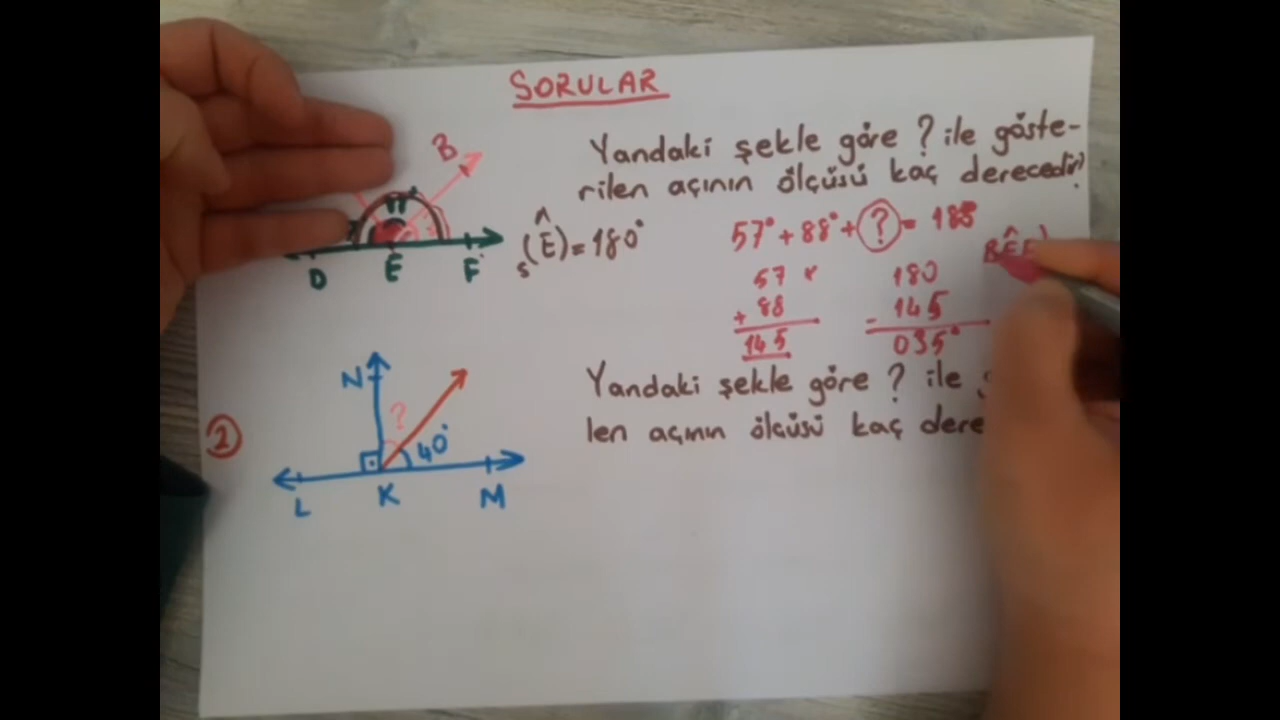 SORULAR
Yandaki şekle göre ? ile göste-
rilen açının ölçüsü kaç derecedir?
B
D E F
s(Ê) = 180°
57° + 88° + ? = 185
57
+ 88
145
180
- 145
035°
2
N
?
40°
L K M
Yandaki şekle göre ? ile
len açının ölçüsü kaç dere